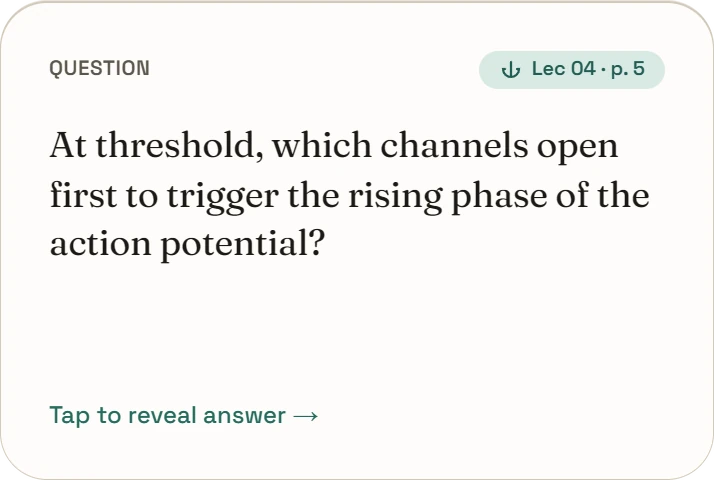 QUESTION
Lec 04 · p. 5
At threshold, which channels open
first to trigger the rising phase of the
action potential?
Tap to reveal answer →